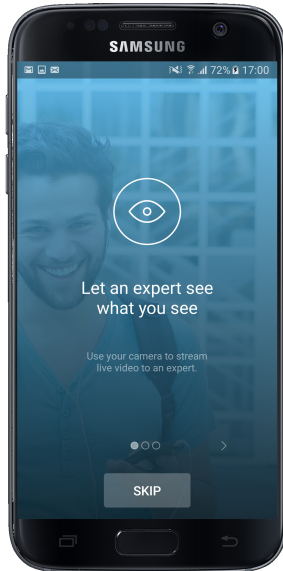 SAMSUNG
72% 17:00
Let an expert see
what you see
Use your camera to stream
live video to an expert.
SKIP